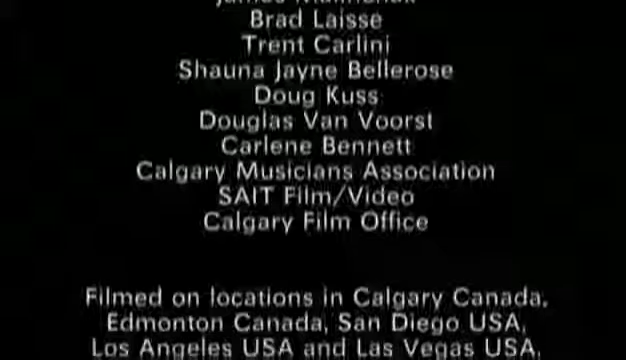 Brad Laisse
Trent Carlini
Shauna Jayne Bellerose
Doug Kuss
Douglas Van Voorst
Carlene Bennett
Calgary Musicians Association
SAIT Film/Video
Calgary Film Office
Filmed on locations in Calgary Canada,
Edmonton Canada, San Diego USA,
Los Angeles USA and Las Vegas USA,